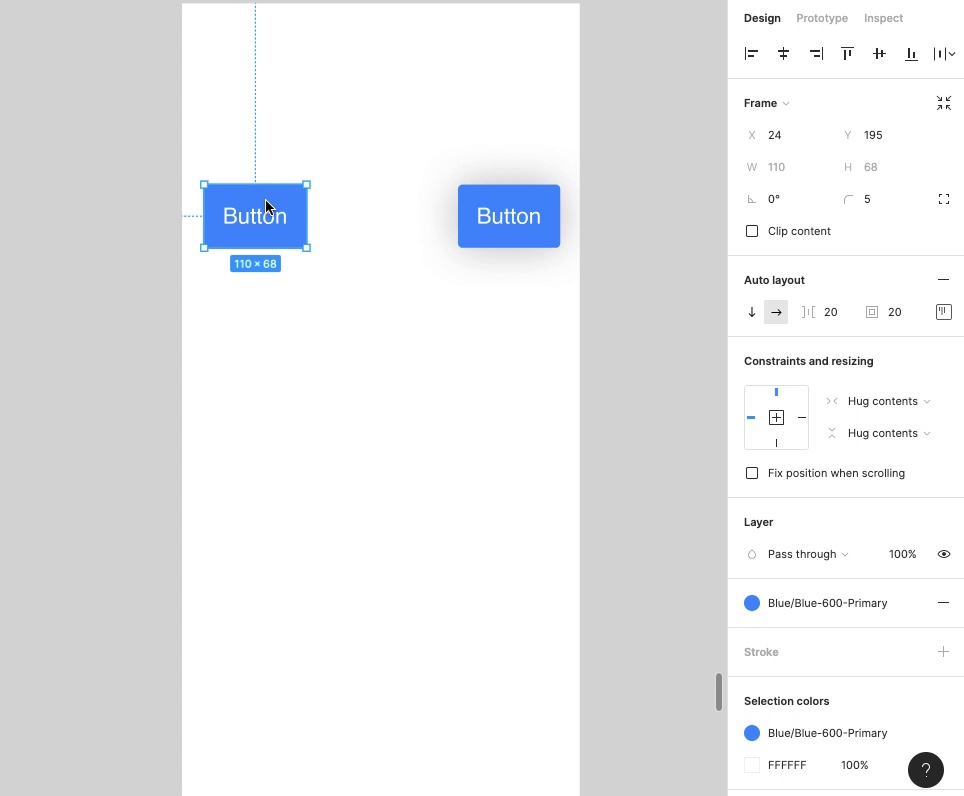 Design Prototype Inspect
Frame
X 24 Y 195
W 110 H 68
0° 5
Clip content
Auto layout
20 20
Constraints and resizing
Hug contents
Hug contents
Fix position when scrolling
Layer
Pass through 100%
Blue/Blue-600-Primary
Stroke
Selection colors
Blue/Blue-600-Primary
FFFFFF 100%
?
Button
110 × 68
Button